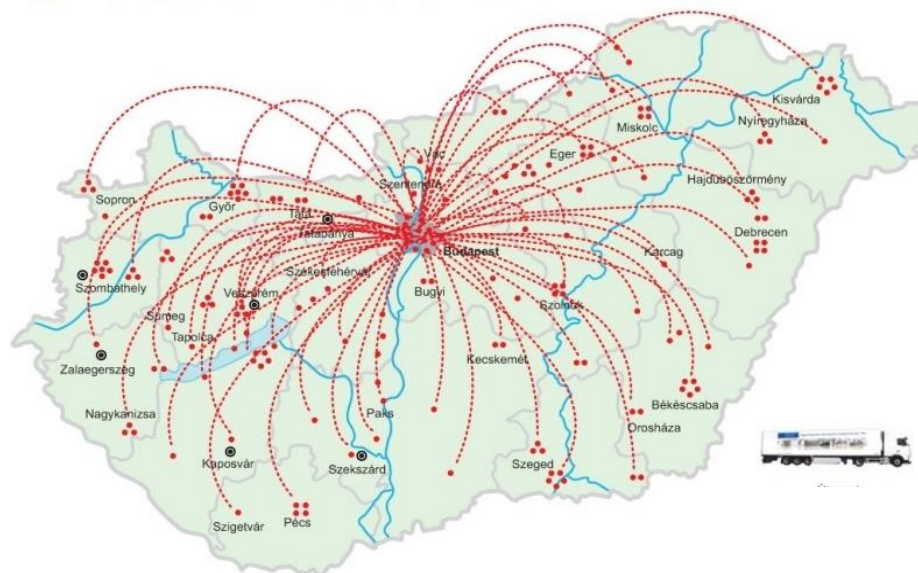 Kisvárda
Miskolc
Nyíregyháza
Eger
Vác
Szentendre
Hajdúböszörmény
Sopron
Győr
Tata
Tatabánya
Debrecen
Budapest
Karcag
Székesfehérvár
Szombathely
Bugyi
Veszprém
Szolnok
Sümeg
Tapolca
Zalaegerszeg
Kecskemét
Nagykanizsa
Paks
Békéscsaba
Orosháza
Kaposvár
Szekszárd
Szeged
Szigetvár
Pécs